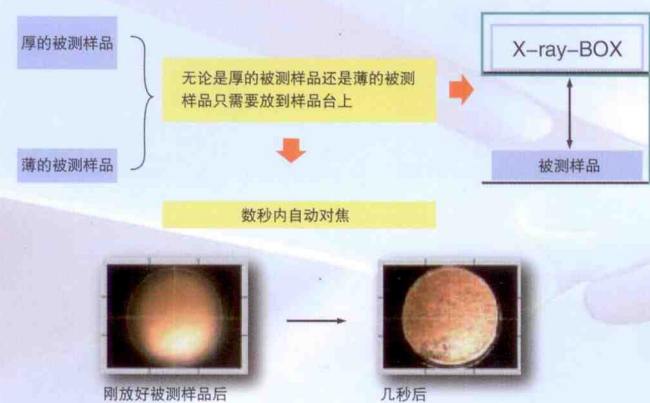 厚的被测样品
薄的被测样品
无论是厚的被测样品还是薄的被测
样品只需要放到样品台上
X-ray-BOX
被测样品
数秒内自动对焦
刚放好被测样品后
几秒后